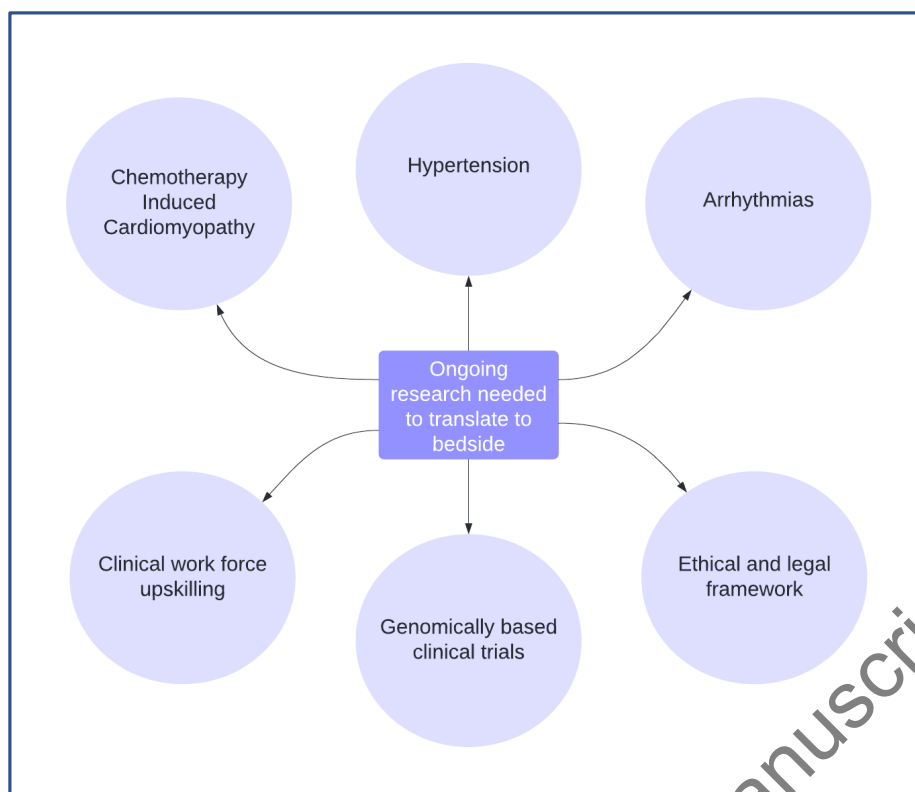 Hypertension
Chemotherapy
Induced
Cardiomyopathy
Arrhythmias
Ongoing
research needed
to translate to
bedside
Clinical work force
upskilling
Ethical and legal
framework
Genomically based
clinical trials